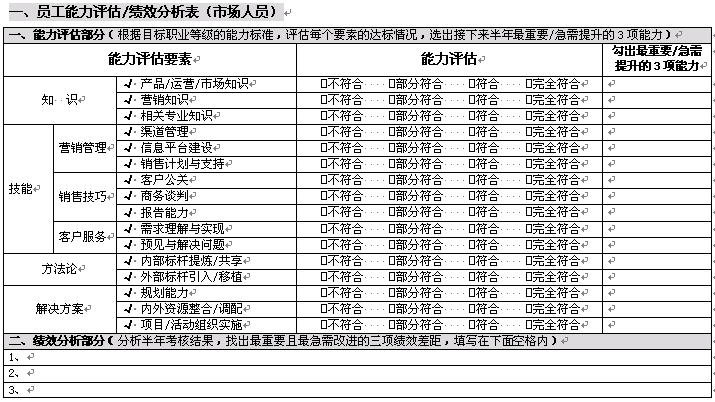 一、员工能力评估/绩效分析表（市场人员）
一、能力评估部分（根据目标职业等级的能力标准，评估每个要素的达标情况，选出接下来半年最重要/急需提升的3项能力）
能力评估要素 能力评估 勾出最重要/急需提升的3项能力
知 识 √ 产品/运营/市场知识 □不符合 □部分符合 □符合 □完全符合
√ 营销知识 □不符合 □部分符合 □符合 □完全符合
√ 相关专业知识 □不符合 □部分符合 □符合 □完全符合
技能 营销管理 √ 渠道管理 □不符合 □部分符合 □符合 □完全符合
√ 信息平台建设 □不符合 □部分符合 □符合 □完全符合
√ 销售计划与支持 □不符合 □部分符合 □符合 □完全符合
销售技巧 √ 客户公关 □不符合 □部分符合 □符合 □完全符合
√ 商务谈判 □不符合 □部分符合 □符合 □完全符合
√ 报告能力 □不符合 □部分符合 □符合 □完全符合
客户服务 √ 需求理解与实现 □不符合 □部分符合 □符合 □完全符合
√ 预见与解决问题 □不符合 □部分符合 □符合 □完全符合
方法论 √ 内部标杆提炼/共享 □不符合 □部分符合 □符合 □完全符合
√ 外部标杆引入/移植 □不符合 □部分符合 □符合 □完全符合
解决方案 √ 规划能力 □不符合 □部分符合 □符合 □完全符合
√ 内外资源整合/调配 □不符合 □部分符合 □符合 □完全符合
√ 项目/活动组织实施 □不符合 □部分符合 □符合 □完全符合
二、绩效分析部分（分析半年考核结果，找出最重要且最急需改进的三项绩效差距，填写在下面空格内）
1、
2、
3、